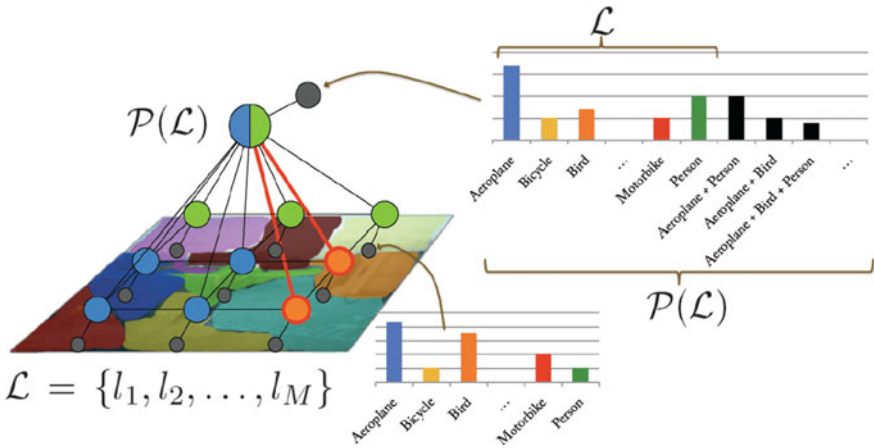 𝓛
𝓟(𝓛)
Aeroplane
Bicycle
Bird
...
Motorbike
Person
Aeroplane + Person
Aeroplane + Bird
Aeroplane + Bird + Person
...
𝓟(𝓛)
𝓛 = {l₁, l₂, . . . , l_M}
Aeroplane
Bicycle
Bird
...
Motorbike
Person